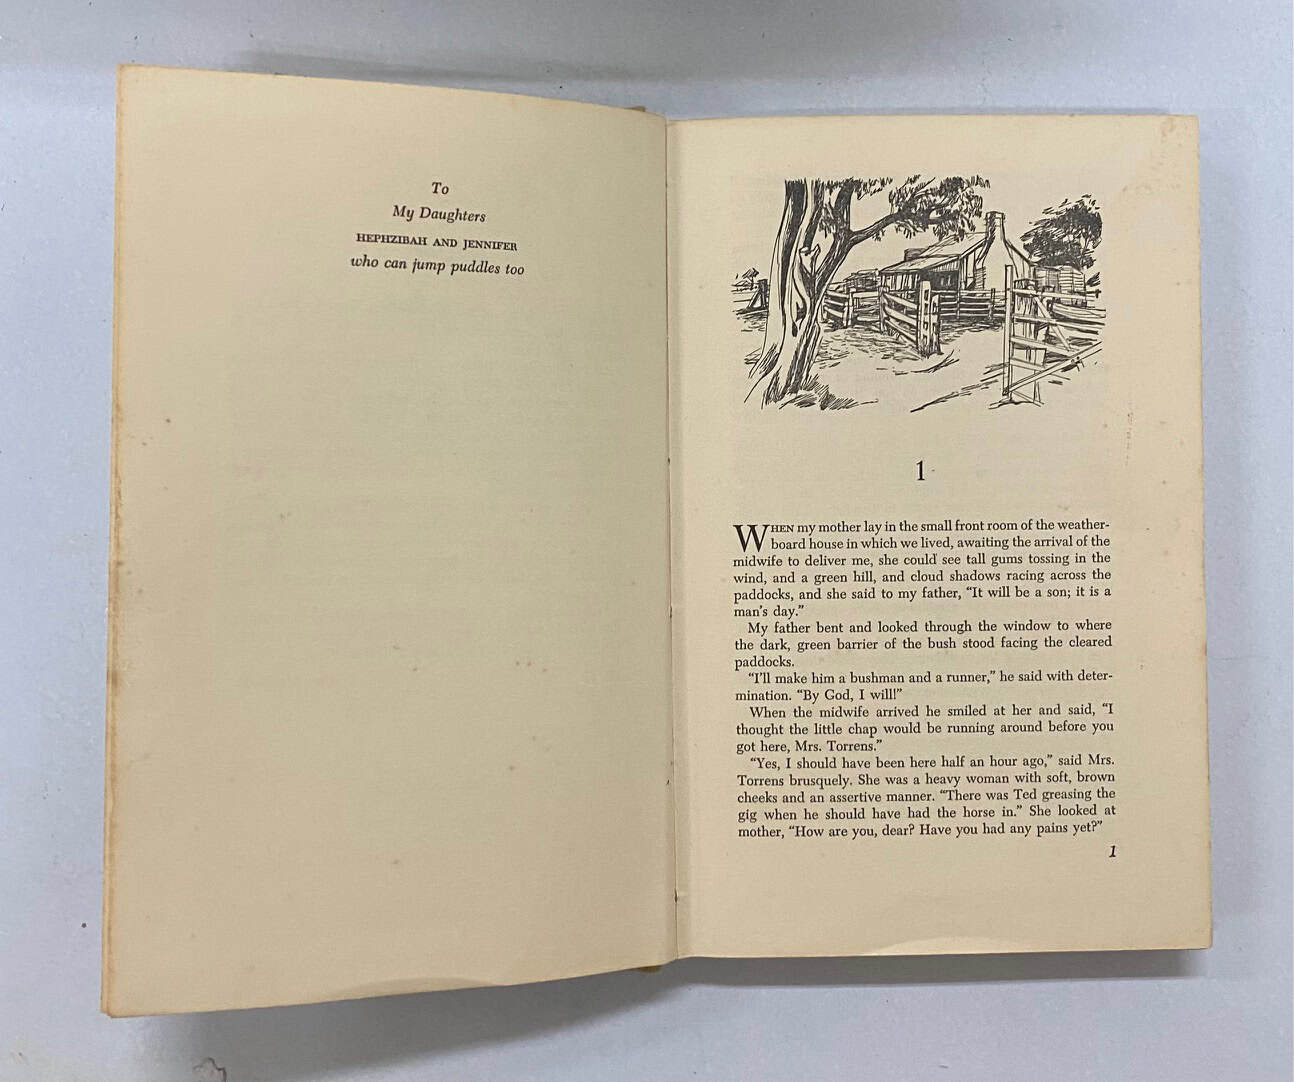 To
My Daughters
HEPHZIBAH AND JENNIFER
who can jump puddles too
1
WHEN my mother lay in the small front room of the weather-
board house in which we lived, awaiting the arrival of the
midwife to deliver me, she could see tall gums tossing in the
wind, and a green hill, and cloud shadows racing across the
paddocks, and she said to my father, “It will be a son; it is a
man’s day.”
My father bent and looked through the window to where
the dark, green barrier of the bush stood facing the cleared
paddocks.
“I’ll make him a bushman and a runner,” he said with deter-
mination. “By God, I will!”
When the midwife arrived he smiled at her and said, “I
thought the little chap would be running around before you
got here, Mrs. Torrens.”
“Yes, I should have been here half an hour ago,” said Mrs.
Torrens brusquely. She was a heavy woman with soft, brown
cheeks and an assertive manner. “There was Ted greasing the
gig when he should have had the horse in.” She looked at
mother, “How are you, dear? Have you had any pains yet?”
1